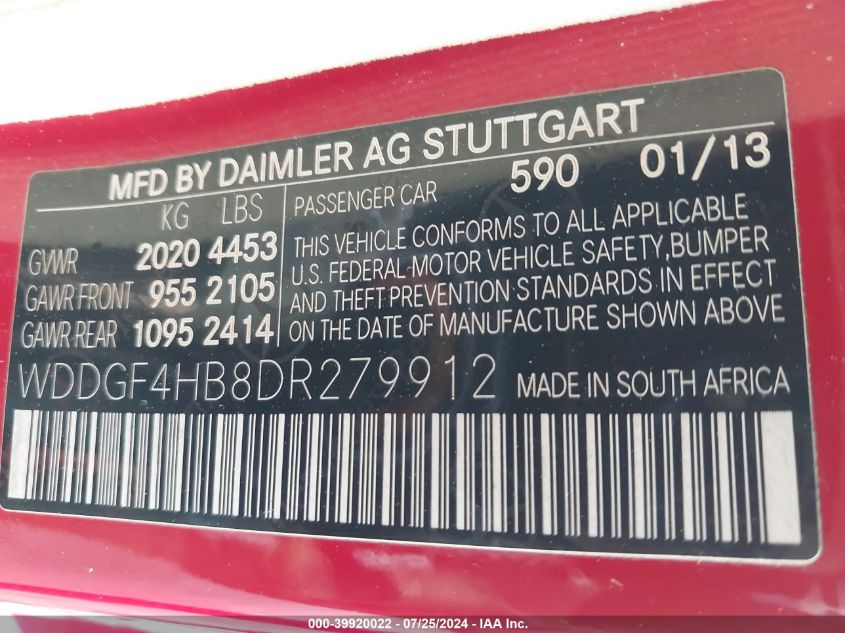 MFD BY DAIMLER AG STUTTGART
KG LBS
GVWR 2020 4453
GAWR FRONT 955 2105
GAWR REAR 1095 2414
PASSENGER CAR 590 01/13
THIS VEHICLE CONFORMS TO ALL APPLICABLE
U.S. FEDERAL MOTOR VEHICLE SAFETY, BUMPER
AND THEFT PREVENTION STANDARDS IN EFFECT
ON THE DATE OF MANUFACTURE SHOWN ABOVE
WDDGF4HB8DR279912 MADE IN SOUTH AFRICA
000-39920022 - 07/25/2024 - IAA Inc.